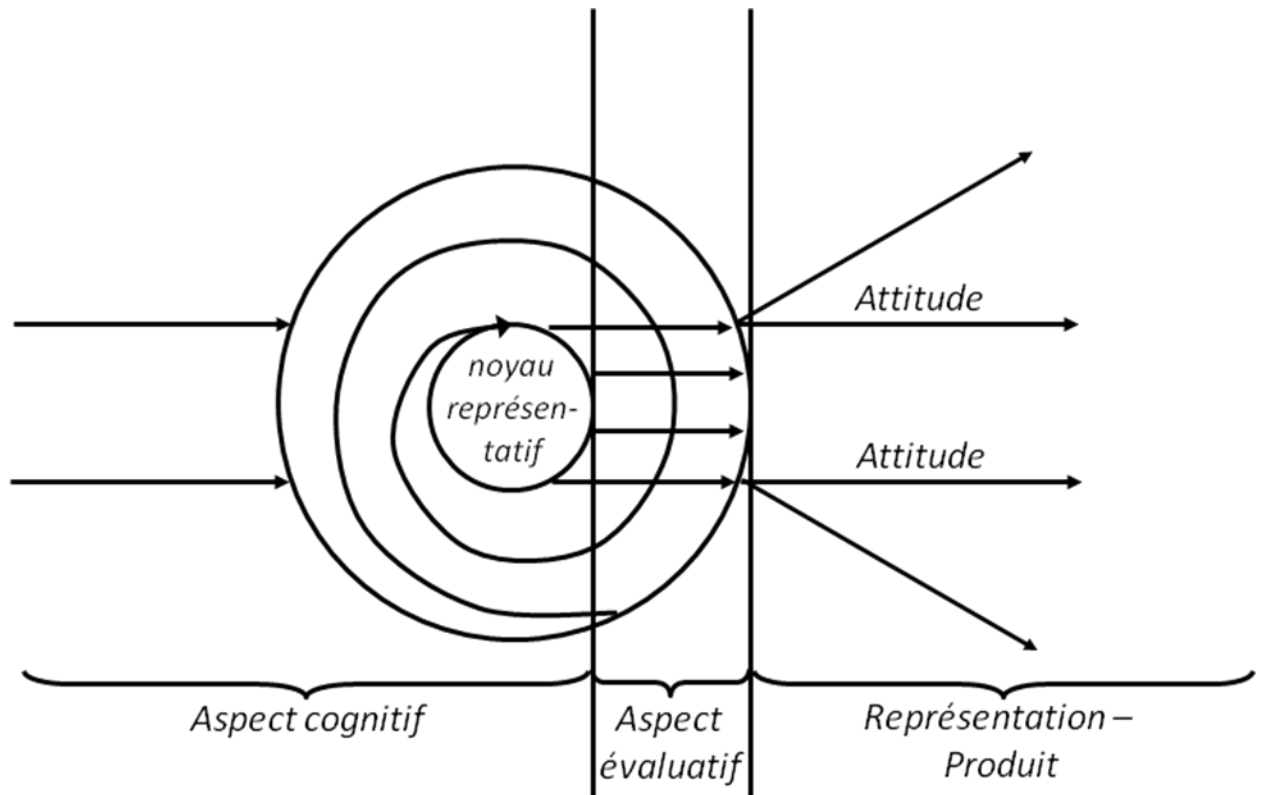 Attitude
noyau
représen-
tatif
Attitude
Aspect cognitif
Aspect
évaluatif
Représentation –
Produit